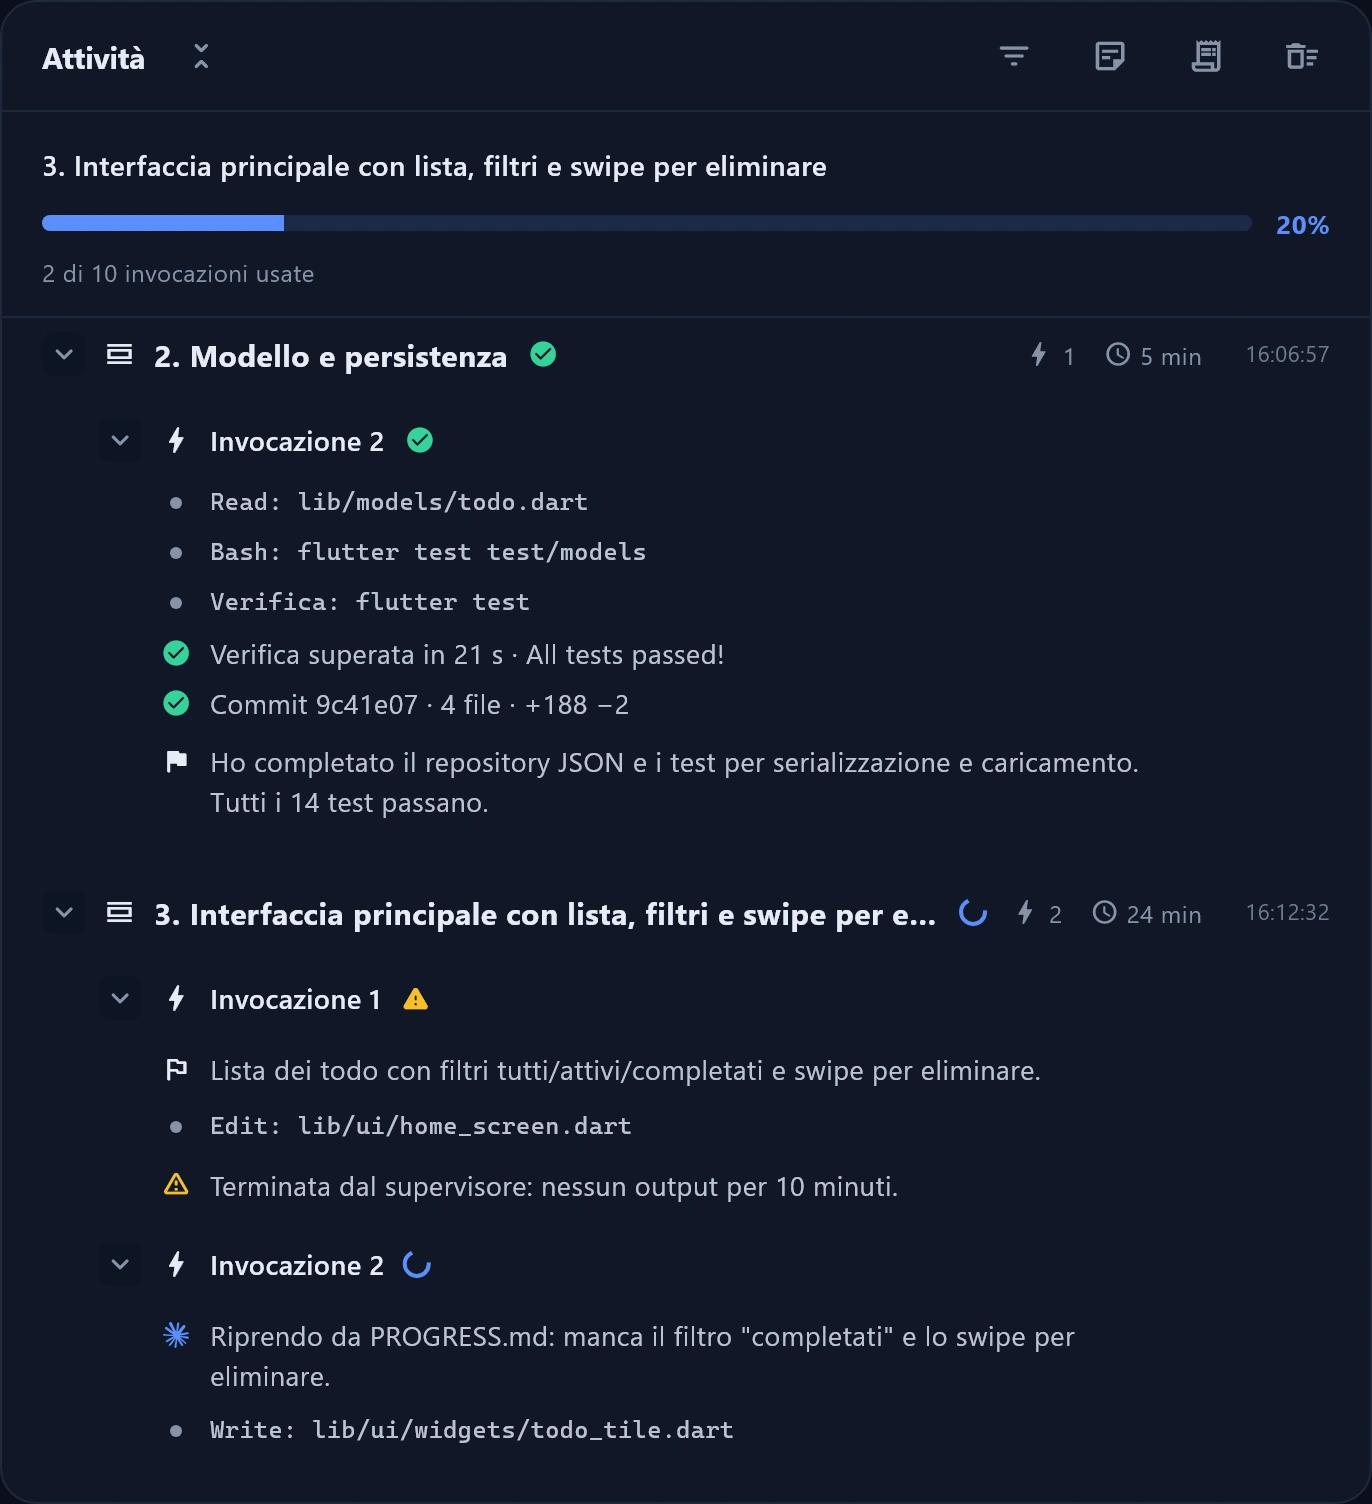 Attività
3. Interfaccia principale con lista, filtri e swipe per eliminare
20%
2 di 10 invocazioni usate
2. Modello e persistenza 1 5 min 16:06:57
Invocazione 2
Read: lib/models/todo.dart
Bash: flutter test test/models
Verifica: flutter test
Verifica superata in 21 s · All tests passed!
Commit 9c41e07 · 4 file · +188 −2
Ho completato il repository JSON e i test per serializzazione e caricamento.
Tutti i 14 test passano.
3. Interfaccia principale con lista, filtri e swipe per e... 2 24 min 16:12:32
Invocazione 1
Lista dei todo con filtri tutti/attivi/completati e swipe per eliminare.
Edit: lib/ui/home_screen.dart
Terminata dal supervisore: nessun output per 10 minuti.
Invocazione 2
Riprendo da PROGRESS.md: manca il filtro "completati" e lo swipe per
eliminare.
Write: lib/ui/widgets/todo_tile.dart